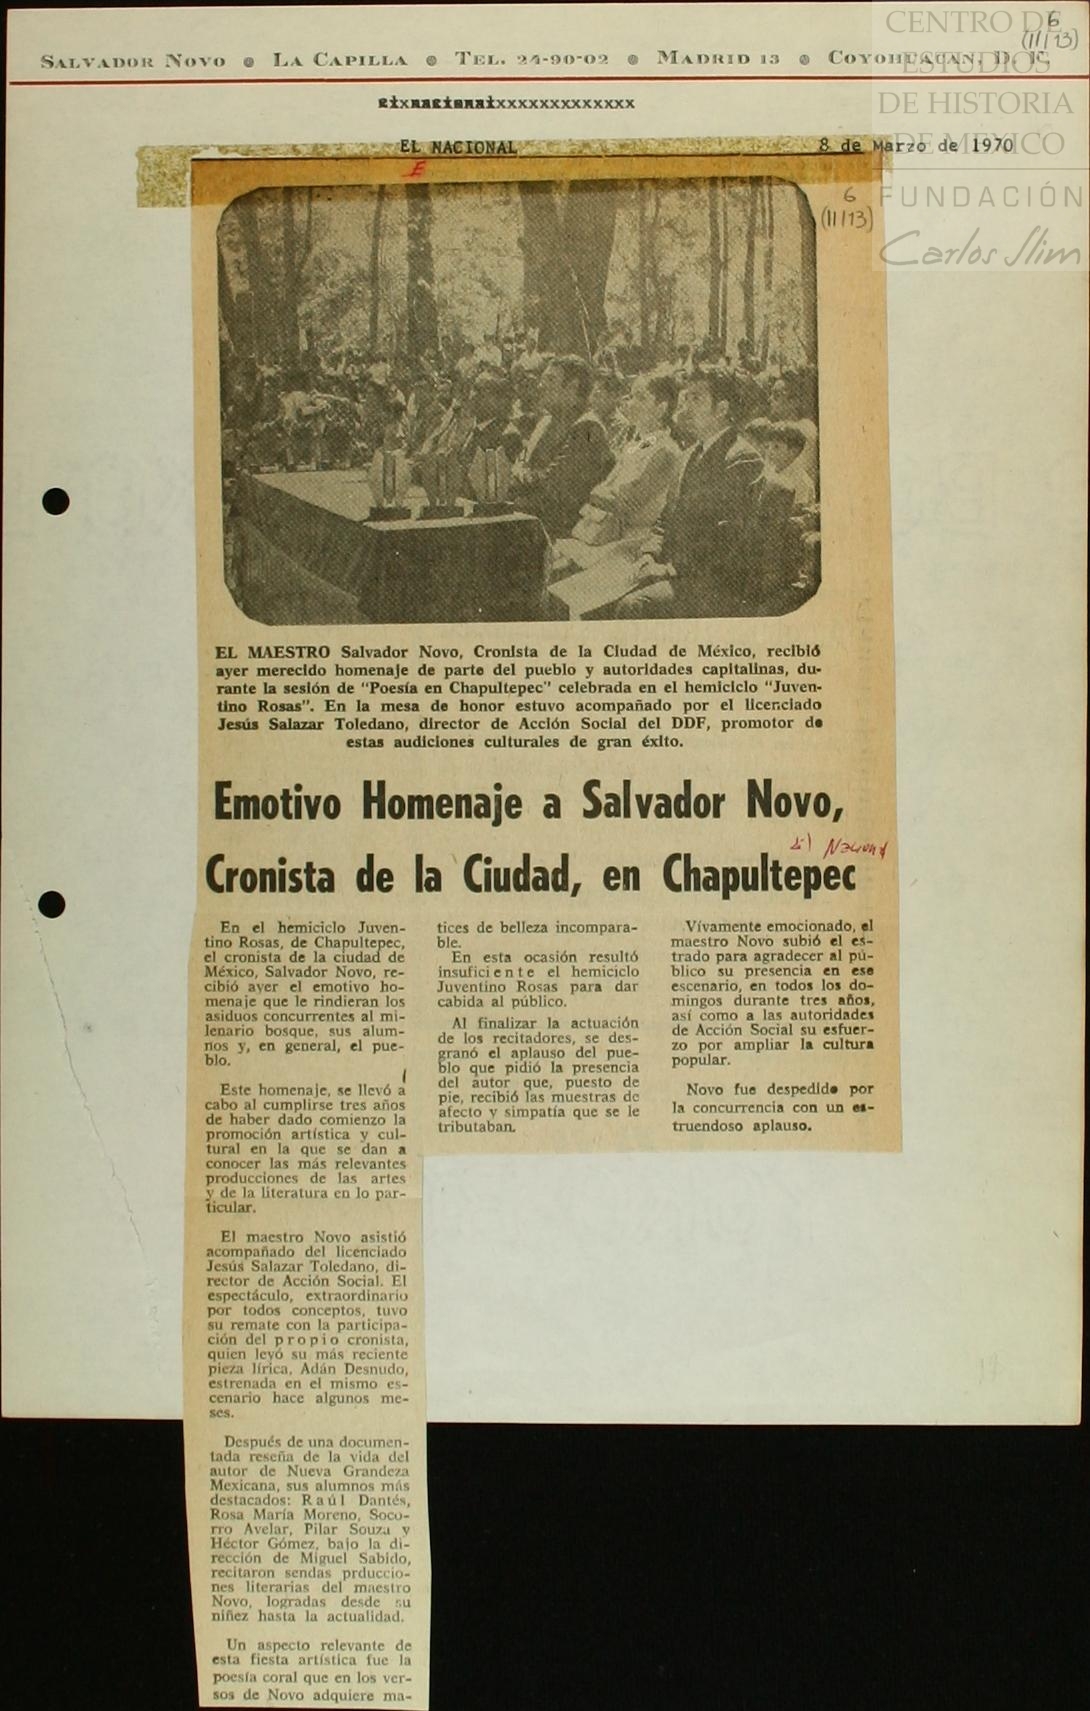 6
(11/13)
CENTRO DE
ESTUDIOS
DE HISTORIA
DE MEXICO
FUNDACIÓN
Carlos Slim
SALVADOR NOVO ● LA CAPILLA ● TEL. 24-90-02 ● MADRID 13 ● COYOHUACAN, D. F.
EL NACIONAL
8 de Marzo de 1970
E
6
(11/13)
EL MAESTRO Salvador Novo, Cronista de la Ciudad de México, recibió
ayer merecido homenaje de parte del pueblo y autoridades capitalinas, du-
rante la sesión de "Poesía en Chapultepec" celebrada en el hemiciclo "Juven-
tino Rosas". En la mesa de honor estuvo acompañado por el licenciado
Jesús Salazar Toledano, director de Acción Social del DDF, promotor de
estas audiciones culturales de gran éxito.
Emotivo Homenaje a Salvador Novo,
Cronista de la Ciudad, en Chapultepec
El Nacional
En el hemiciclo Juven-
tino Rosas, de Chapultepec,
el cronista de la ciudad de
México, Salvador Novo, re-
cibió ayer el emotivo ho-
menaje que le rindieran los
asiduos concurrentes al mi-
lenario bosque, sus alum-
nos y, en general, el pue-
blo.
Este homenaje, se llevó a
cabo al cumplirse tres años
de haber dado comienzo la
promoción artística y cul-
tural en la que se dan a
conocer las más relevantes
producciones de las artes
y de la literatura en lo par-
ticular.
El maestro Novo asistió
acompañado del licenciado
Jesús Salazar Toledano, di-
rector de Acción Social. El
espectáculo, extraordinario
por todos conceptos, tuvo
su remate con la participa-
ción del propio cronista,
quien leyó su más reciente
pieza lírica, Adán Desnudo,
estrenada en el mismo es-
cenario hace algunos me-
ses.
Después de una documen-
tada reseña de la vida del
autor de Nueva Grandeza
Mexicana, sus alumnos más
destacados: Raúl Dantés,
Rosa María Moreno, Soco-
rro Avelar, Pilar Souza y
Héctor Gómez, bajo la di-
rección de Miguel Sabido,
recitaron sendas prduccio-
nes literarias del maestro
Novo, logradas desde su
niñez hasta la actualidad.
Un aspecto relevante de
esta fiesta artística fue la
poesía coral que en los ver-
sos de Novo adquiere ma-
tices de belleza incompara-
ble.
En esta ocasión resultó
insuficiente el hemiciclo
Juventino Rosas para dar
cabida al público.
Al finalizar la actuación
de los recitadores, se des-
granó el aplauso del pue-
blo que pidió la presencia
del autor que, puesto de
pie, recibió las muestras de
afecto y simpatía que se le
tributaban.
Vívamente emocionado, el
maestro Novo subió el es-
trado para agradecer al pú-
blico su presencia en ese
escenario, en todos los do-
mingos durante tres años,
así como a las autoridades
de Acción Social su esfuer-
zo por ampliar la cultura
popular.
Novo fue despedido por
la concurrencia con un es-
truendoso aplauso.